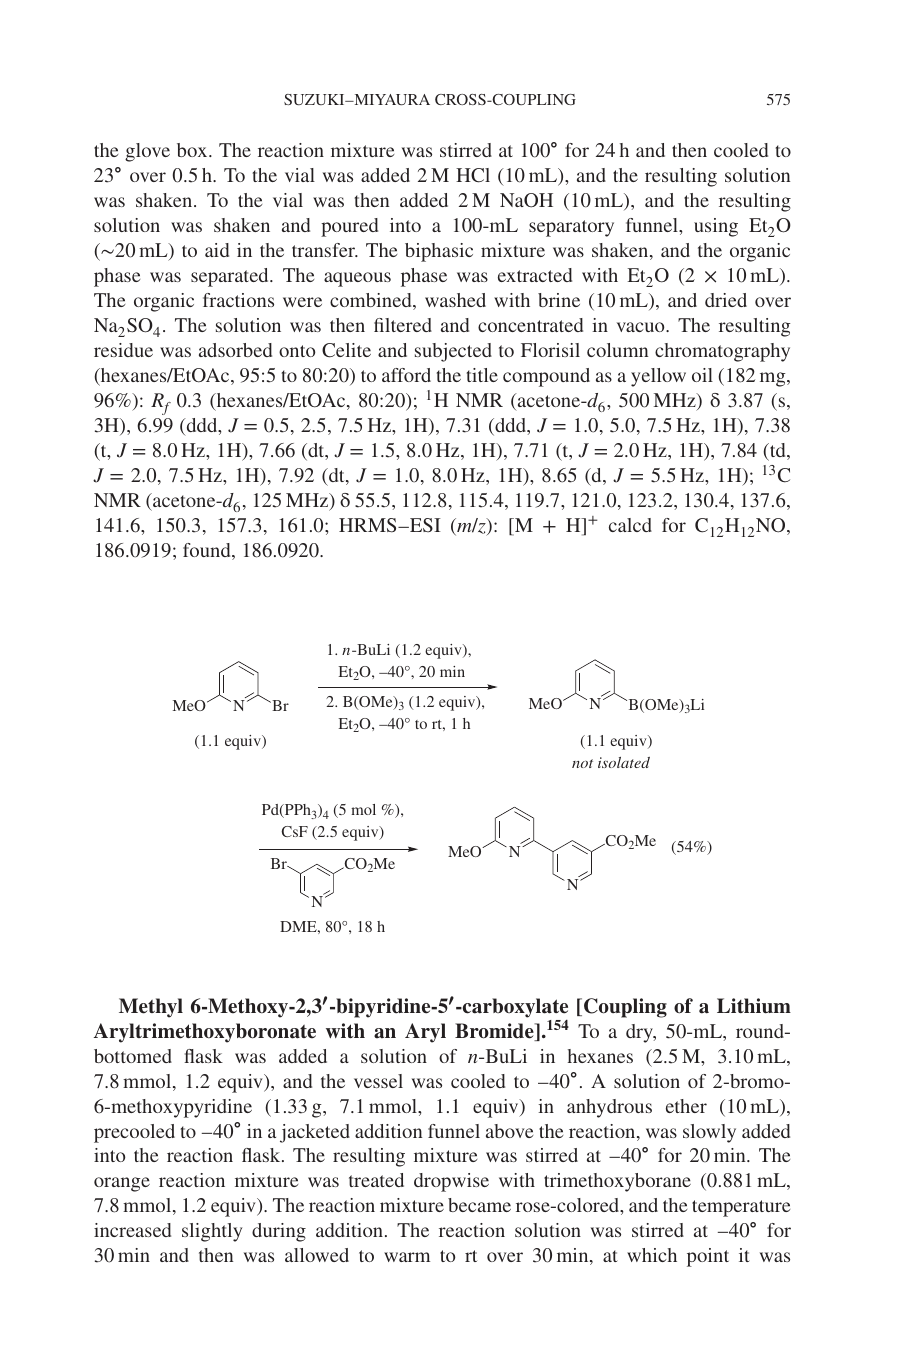 SUZUKI–MIYAURA CROSS-COUPLING 575
the glove box. The reaction mixture was stirred at 100° for 24 h and then cooled to
23° over 0.5 h. To the vial was added 2 M HCl (10 mL), and the resulting solution
was shaken. To the vial was then added 2 M NaOH (10 mL), and the resulting
solution was shaken and poured into a 100-mL separatory funnel, using Et₂O
(∼20 mL) to aid in the transfer. The biphasic mixture was shaken, and the organic
phase was separated. The aqueous phase was extracted with Et₂O (2 × 10 mL).
The organic fractions were combined, washed with brine (10 mL), and dried over
Na₂SO₄. The solution was then filtered and concentrated in vacuo. The resulting
residue was adsorbed onto Celite and subjected to Florisil column chromatography
(hexanes/EtOAc, 95:5 to 80:20) to afford the title compound as a yellow oil (182 mg,
96%): R_f 0.3 (hexanes/EtOAc, 80:20); ¹H NMR (acetone-d₆, 500 MHz) δ 3.87 (s,
3H), 6.99 (ddd, J = 0.5, 2.5, 7.5 Hz, 1H), 7.31 (ddd, J = 1.0, 5.0, 7.5 Hz, 1H), 7.38
(t, J = 8.0 Hz, 1H), 7.66 (dt, J = 1.5, 8.0 Hz, 1H), 7.71 (t, J = 2.0 Hz, 1H), 7.84 (td,
J = 2.0, 7.5 Hz, 1H), 7.92 (dt, J = 1.0, 8.0 Hz, 1H), 8.65 (d, J = 5.5 Hz, 1H); ¹³C
NMR (acetone-d₆, 125 MHz) δ 55.5, 112.8, 115.4, 119.7, 121.0, 123.2, 130.4, 137.6,
141.6, 150.3, 157.3, 161.0; HRMS–ESI (m/z): [M + H]⁺ calcd for C₁₂H₁₂NO,
186.0919; found, 186.0920.
MeO N Br
(1.1 equiv)
1. n-BuLi (1.2 equiv),
Et₂O, –40°, 20 min
2. B(OMe)₃ (1.2 equiv),
Et₂O, –40° to rt, 1 h
MeO N B(OMe)₃Li
(1.1 equiv)
not isolated
Pd(PPh₃)₄ (5 mol %),
CsF (2.5 equiv)
Br CO₂Me
N
DME, 80°, 18 h
MeO N CO₂Me (54%)
N
Methyl 6-Methoxy-2,3′-bipyridine-5′-carboxylate [Coupling of a Lithium
Aryltrimethoxyboronate with an Aryl Bromide].¹⁵⁴ To a dry, 50-mL, round-
bottomed flask was added a solution of n-BuLi in hexanes (2.5 M, 3.10 mL,
7.8 mmol, 1.2 equiv), and the vessel was cooled to –40°. A solution of 2-bromo-
6-methoxypyridine (1.33 g, 7.1 mmol, 1.1 equiv) in anhydrous ether (10 mL),
precooled to –40° in a jacketed addition funnel above the reaction, was slowly added
into the reaction flask. The resulting mixture was stirred at –40° for 20 min. The
orange reaction mixture was treated dropwise with trimethoxyborane (0.881 mL,
7.8 mmol, 1.2 equiv). The reaction mixture became rose-colored, and the temperature
increased slightly during addition. The reaction solution was stirred at –40° for
30 min and then was allowed to warm to rt over 30 min, at which point it was